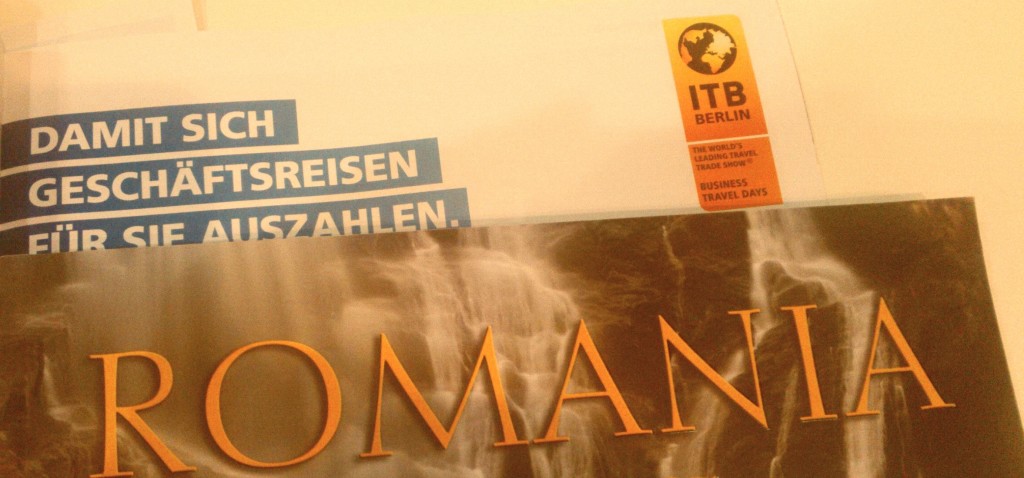 DAMIT SICH
GESCHÄFTSREISEN
FÜR SIE AUSZAHLEN.
ITB
BERLIN
THE WORLD'S
LEADING TRAVEL
TRADE SHOW®
BUSINESS
TRAVEL DAYS
ROMANIA